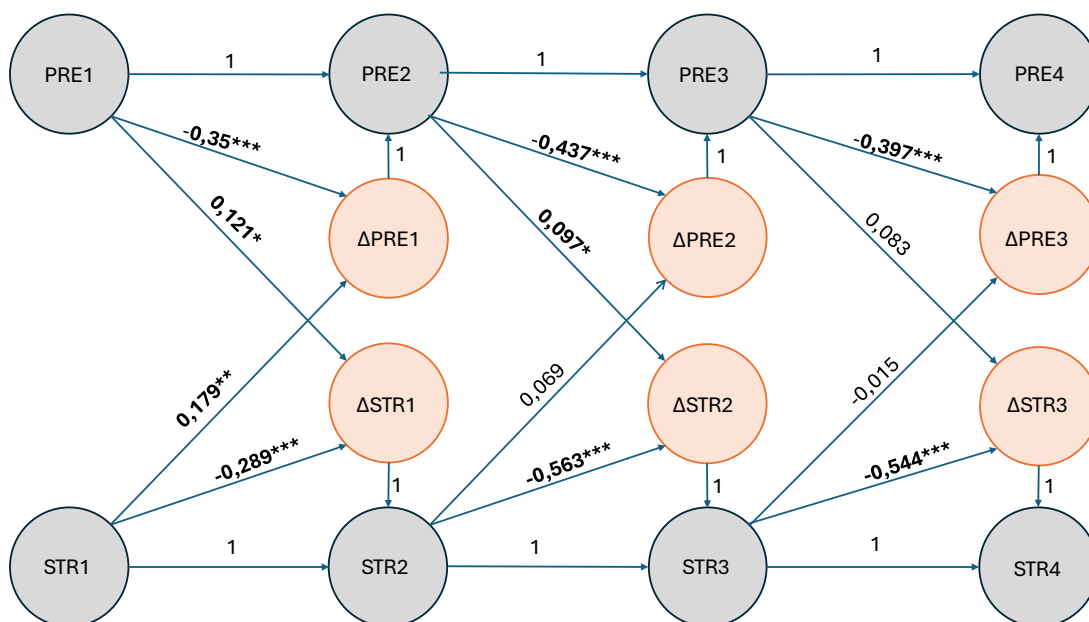 1
1
1
PRE1
PRE2
PRE3
PRE4
-0,35***
-0,437***
-0,397***
1
1
1
0,121*
0,097*
0,083
ΔPRE1
ΔPRE2
ΔPRE3
0,179**
0,069
-0,015
ΔSTR1
ΔSTR2
ΔSTR3
-0,289***
-0,563***
-0,544***
1
1
1
1
1
1
STR1
STR2
STR3
STR4